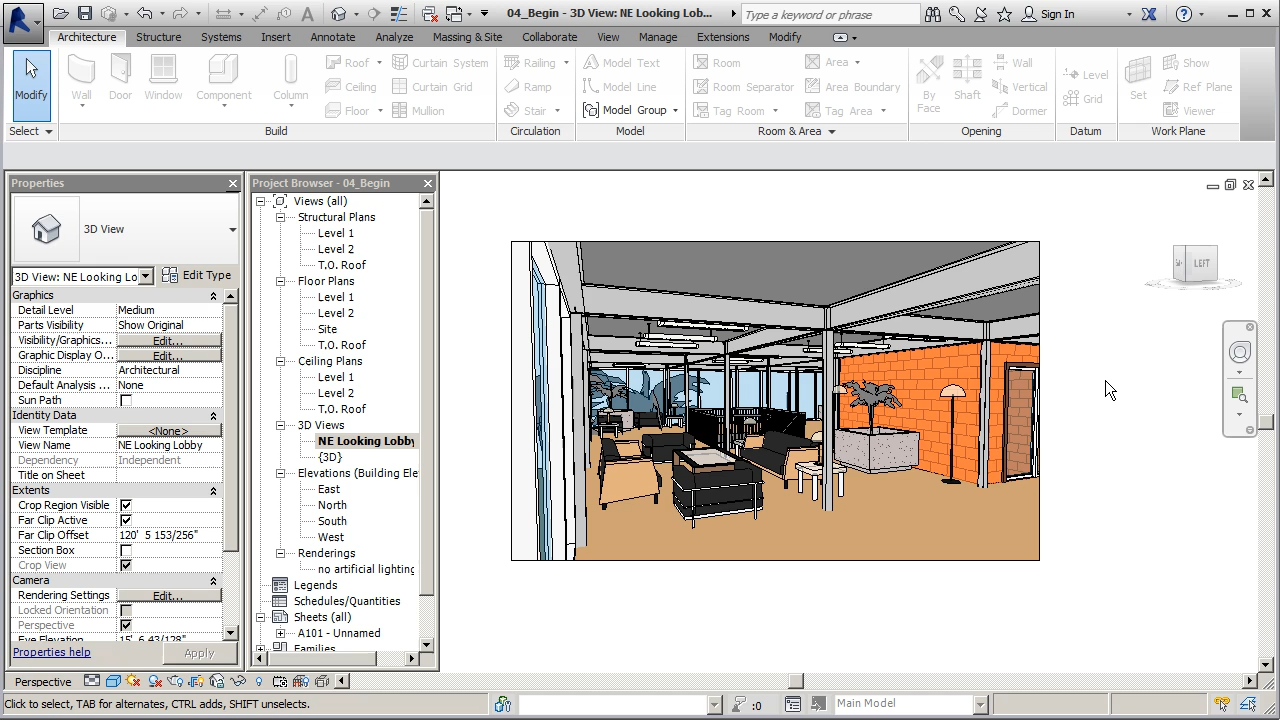 04_Begin - 3D View: NE Looking Lob...
Type a keyword or phrase
Sign In
Architecture Structure Systems Insert Annotate Analyze Massing & Site Collaborate View Manage Extensions Modify
Modify
Wall
Door
Window
Component
Column
Roof
Ceiling
Floor
Curtain System
Curtain Grid
Mullion
Railing
Ramp
Stair
Model Text
Model Line
Model Group
Room
Room Separator
Tag Room
Area
Area Boundary
Tag Area
By Face
Shaft
Wall
Vertical
Dormer
Level
Grid
Set
Show
Ref Plane
Viewer
Select Build Circulation Model Room & Area Opening Datum Work Plane
Properties
3D View
3D View: NE Looking Lo
Edit Type
Graphics
Detail Level Medium
Parts Visibility Show Original
Visibility/Graphics... Edit...
Graphic Display O... Edit...
Discipline Architectural
Default Analysis ... None
Sun Path
Identity Data
View Template <None>
View Name NE Looking Lobby
Dependency Independent
Title on Sheet
Extents
Crop Region Visible
Far Clip Active
Far Clip Offset 120' 5 153/256"
Section Box
Crop View
Camera
Rendering Settings Edit...
Locked Orientation
Perspective
Eye Elevation 15' 6 43/128"
Properties help
Apply
Project Browser - 04_Begin
Views (all)
Structural Plans
Level 1
Level 2
T.O. Roof
Floor Plans
Level 1
Level 2
Site
T.O. Roof
Ceiling Plans
Level 1
Level 2
T.O. Roof
3D Views
NE Looking Lobby
{3D}
Elevations (Building Ele
East
North
South
West
Renderings
no artificial lighting
Legends
Schedules/Quantities
Sheets (all)
A101 - Unnamed
Families
LEFT
Perspective
Click to select, TAB for alternates, CTRL adds, SHIFT unselects.
:0
Main Model